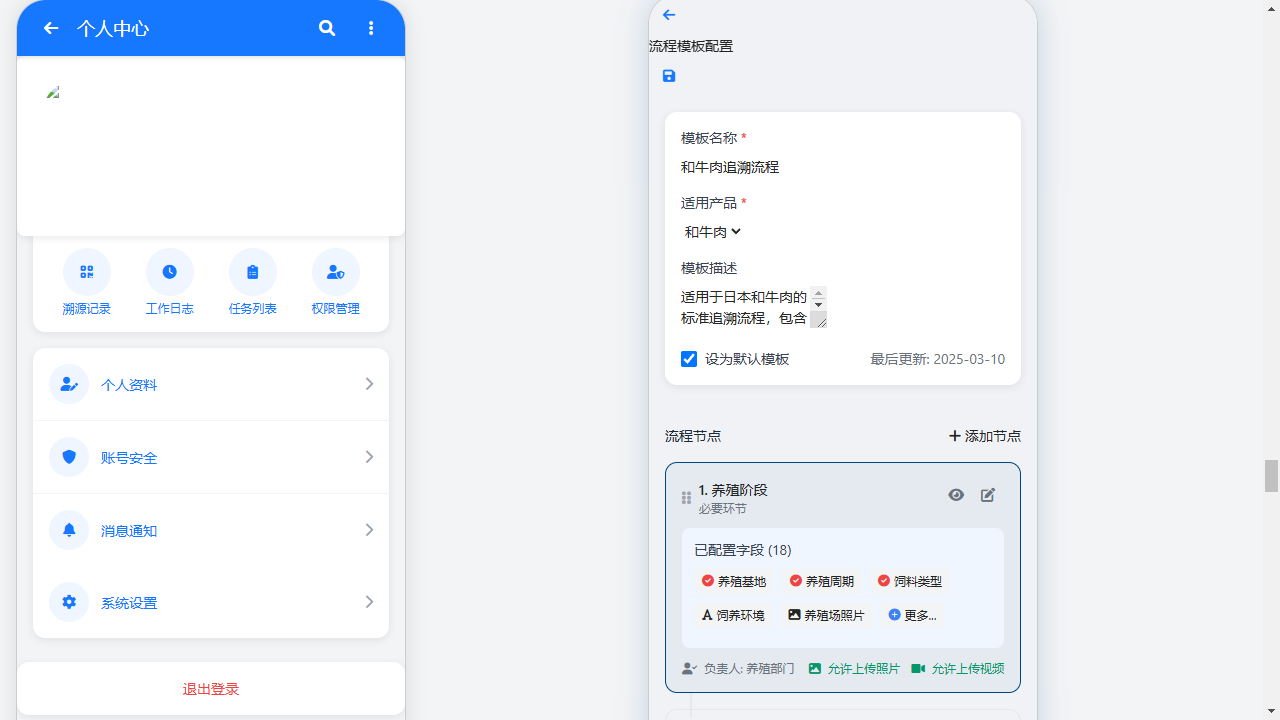 个人中心
溯源记录
工作日志
任务列表
权限管理
个人资料
账号安全
消息通知
系统设置
退出登录
流程模板配置
模板名称 *
和牛肉追溯流程
适用产品 *
和牛肉
模板描述
适用于日本和牛肉的
标准追溯流程，包含
设为默认模板
最后更新: 2025-03-10
流程节点
添加节点
1. 养殖阶段
必要环节
已配置字段 (18)
养殖基地
养殖周期
饲料类型
饲养环境
养殖场照片
更多...
负责人: 养殖部门
允许上传照片
允许上传视频